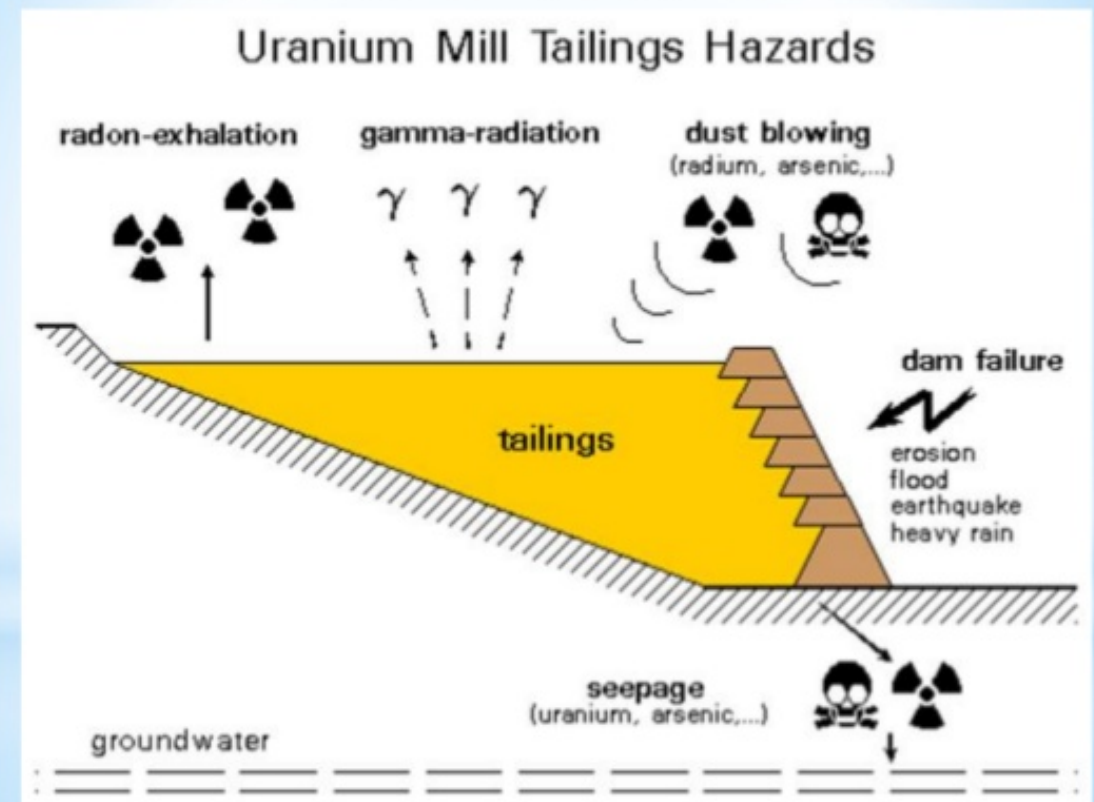 Uranium Mill Tailings Hazards
radon-exhalation
gamma-radiation
dust blowing
(radium, arsenic,...)
γ γ γ
dam failure
erosion
flood
earthquake
heavy rain
tailings
seepage
(uranium, arsenic,...)
groundwater